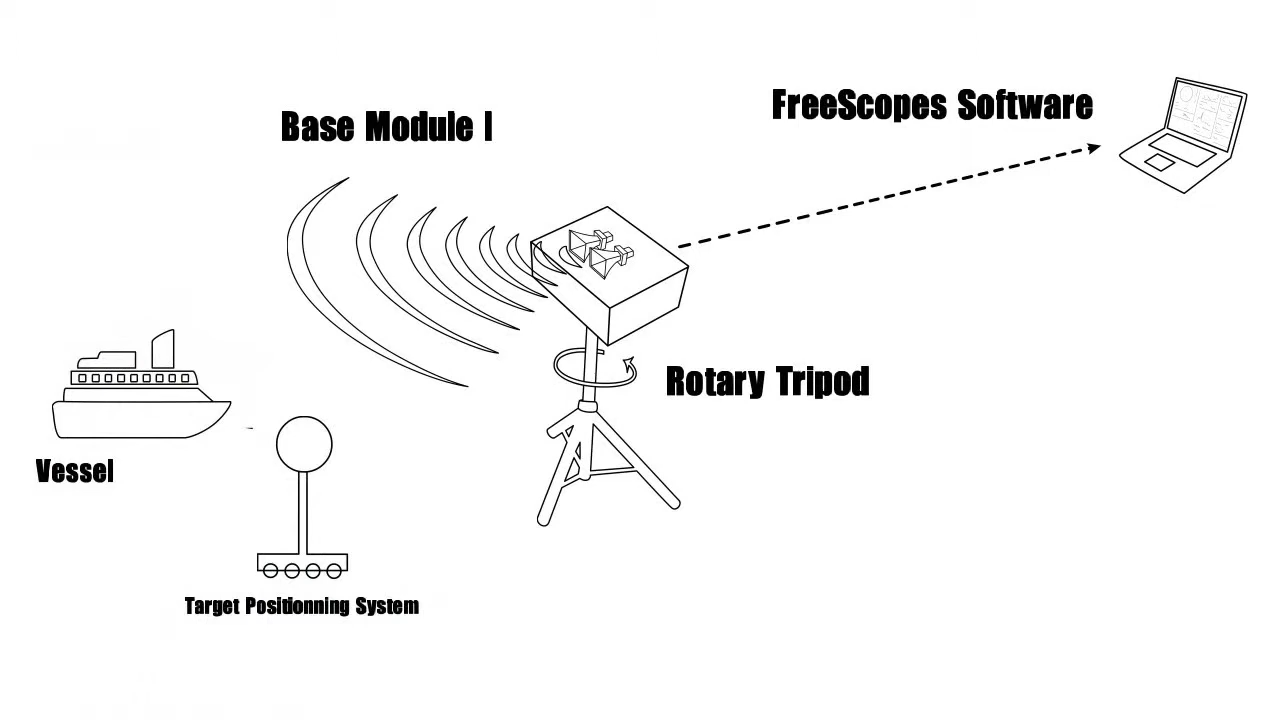 FreeScopes Software
Base Module I
Rotary Tripod
Vessel
Target Positionning System